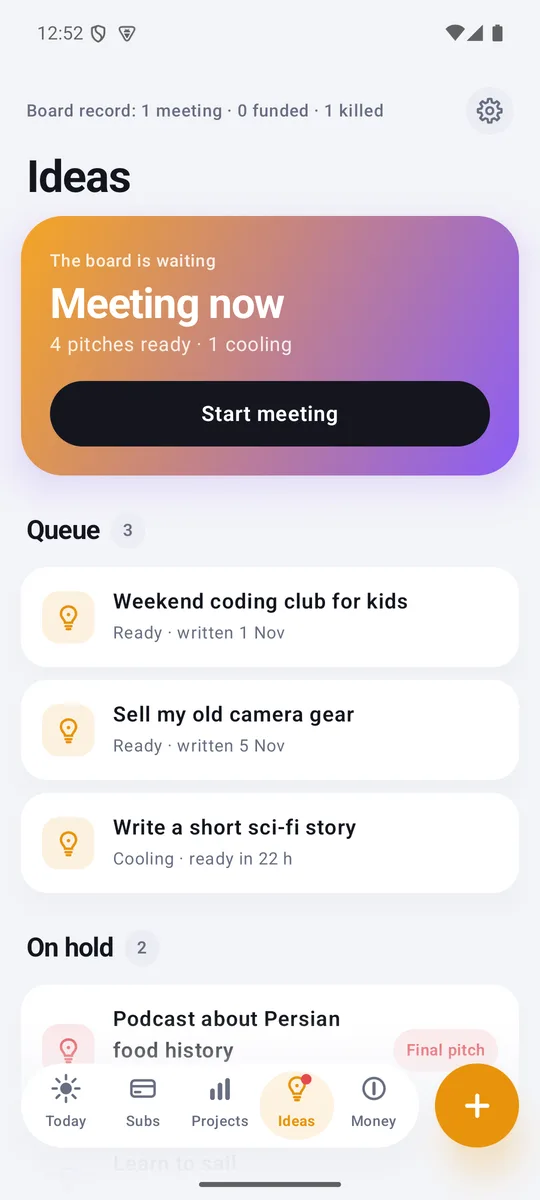 12:52
Board record: 1 meeting · 0 funded · 1 killed
Ideas
The board is waiting
Meeting now
4 pitches ready · 1 cooling
Start meeting
Queue 3
Weekend coding club for kids
Ready · written 1 Nov
Sell my old camera gear
Ready · written 5 Nov
Write a short sci-fi story
Cooling · ready in 22 h
On hold 2
Podcast about Persian
food history
Final pitch
Today Subs Projects Ideas Money
Learn to sail